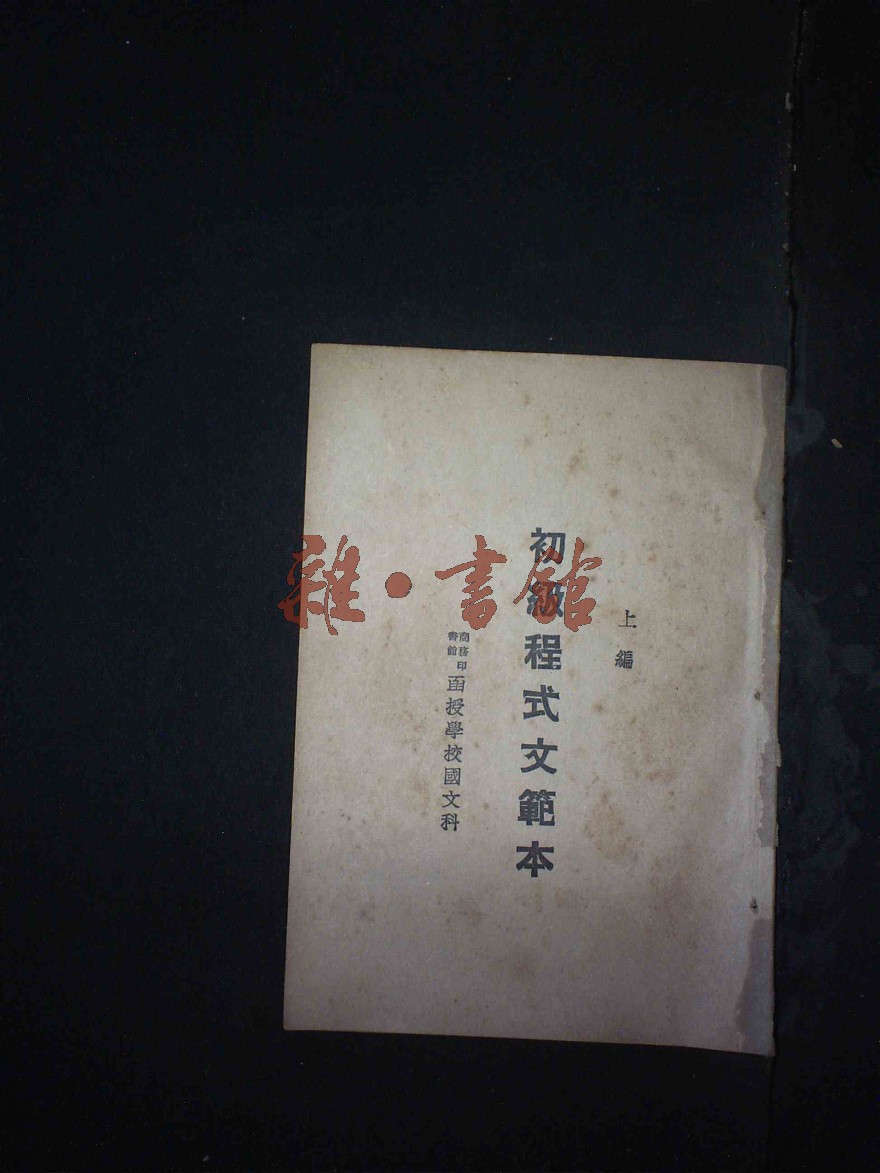 上編
初級程式文範本
商務印書館函授學校國文科
雜·書館